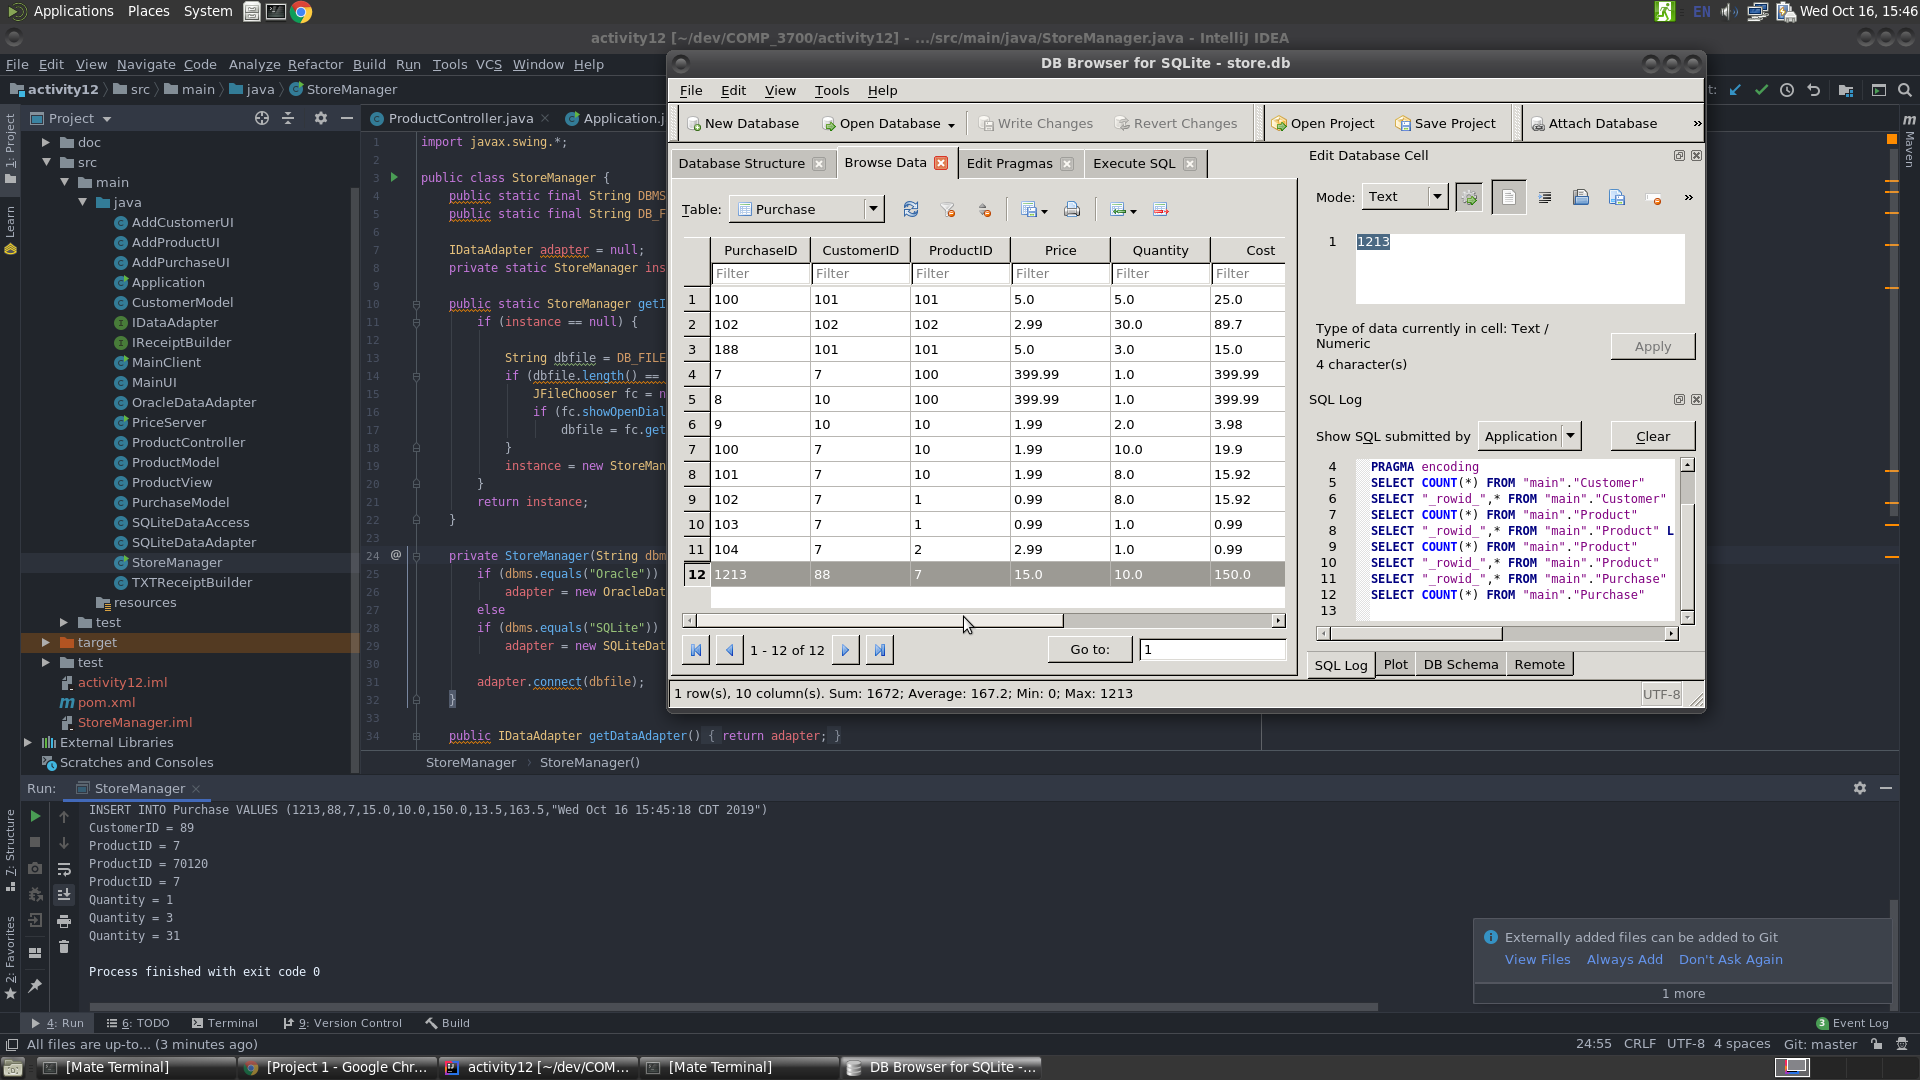 Applications Places System EN Wed Oct 16, 15:46
activity12 [~/dev/COMP_3700/activity12] - .../src/main/java/StoreManager.java - IntelliJ IDEA
File Edit View Navigate Code Analyze Refactor Build Run Tools VCS Window Help
activity12 src main java StoreManager
Project
1: Project
Learn
7: Structure
2: Favorites
Maven
doc
src
main
java
AddCustomerUI
AddProductUI
AddPurchaseUI
Application
CustomerModel
IDataAdapter
IReceiptBuilder
MainClient
MainUI
OracleDataAdapter
PriceServer
ProductController
ProductModel
ProductView
PurchaseModel
SQLiteDataAccess
SQLiteDataAdapter
StoreManager
TXTReceiptBuilder
resources
test
target
test
activity12.iml
pom.xml
StoreManager.iml
External Libraries
Scratches and Consoles
ProductController.java Application.j
1 import javax.swing.*;
2
3 public class StoreManager {
4 public static final String DBMS
5 public static final String DB_F
6
7 IDataAdapter adapter = null;
8 private static StoreManager ins
9
10 public static StoreManager getI
11 if (instance == null) {
12
13 String dbfile = DB_FILE
14 if (dbfile.length() ==
15 JFileChooser fc = n
16 if (fc.showOpenDial
17 dbfile = fc.get
18 }
19 instance = new StoreMan
20 }
21 return instance;
22 }
23
24 @ private StoreManager(String dbm
25 if (dbms.equals("Oracle"))
26 adapter = new OracleDat
27 else
28 if (dbms.equals("SQLite"))
29 adapter = new SQLiteDat
30
31 adapter.connect(dbfile);
32 }
33
34 public IDataAdapter getDataAdapter() { return adapter; }
StoreManager StoreManager()
DB Browser for SQLite - store.db
File Edit View Tools Help
New Database Open Database Write Changes Revert Changes Open Project Save Project Attach Database »
Database Structure Browse Data Edit Pragmas Execute SQL
Table: Purchase
PurchaseID CustomerID ProductID Price Quantity Cost
Filter Filter Filter Filter Filter Filter
1 100 101 101 5.0 5.0 25.0
2 102 102 102 2.99 30.0 89.7
3 188 101 101 5.0 3.0 15.0
4 7 7 100 399.99 1.0 399.99
5 8 10 100 399.99 1.0 399.99
6 9 10 10 1.99 2.0 3.98
7 100 7 10 1.99 10.0 19.9
8 101 7 10 1.99 8.0 15.92
9 102 7 1 0.99 8.0 15.92
10 103 7 1 0.99 1.0 0.99
11 104 7 2 2.99 1.0 0.99
12 1213 88 7 15.0 10.0 150.0
1 - 12 of 12 Go to: 1
1 row(s), 10 column(s). Sum: 1672; Average: 167.2; Min: 0; Max: 1213 UTF-8
Edit Database Cell
Mode: Text »
1 1213
Type of data currently in cell: Text / Numeric
4 character(s)
Apply
SQL Log
Show SQL submitted by Application Clear
4 PRAGMA encoding
5 SELECT COUNT(*) FROM "main"."Customer"
6 SELECT "_rowid_",* FROM "main"."Customer"
7 SELECT COUNT(*) FROM "main"."Product"
8 SELECT "_rowid_",* FROM "main"."Product" L
9 SELECT COUNT(*) FROM "main"."Product"
10 SELECT "_rowid_",* FROM "main"."Product"
11 SELECT "_rowid_",* FROM "main"."Purchase"
12 SELECT COUNT(*) FROM "main"."Purchase"
13
SQL Log Plot DB Schema Remote
Run: StoreManager
INSERT INTO Purchase VALUES (1213,88,7,15.0,10.0,150.0,13.5,163.5,"Wed Oct 16 15:45:18 CDT 2019")
CustomerID = 89
ProductID = 7
ProductID = 70120
ProductID = 7
Quantity = 1
Quantity = 3
Quantity = 31
Process finished with exit code 0
Externally added files can be added to Git
View Files Always Add Don't Ask Again
1 more
4: Run 6: TODO Terminal 9: Version Control Build 3 Event Log
All files are up-to... (3 minutes ago) 24:55 CRLF UTF-8 4 spaces Git: master
[Mate Terminal] [Project 1 - Google Chr... activity12 [~/dev/COM... [Mate Terminal] DB Browser for SQLite -...